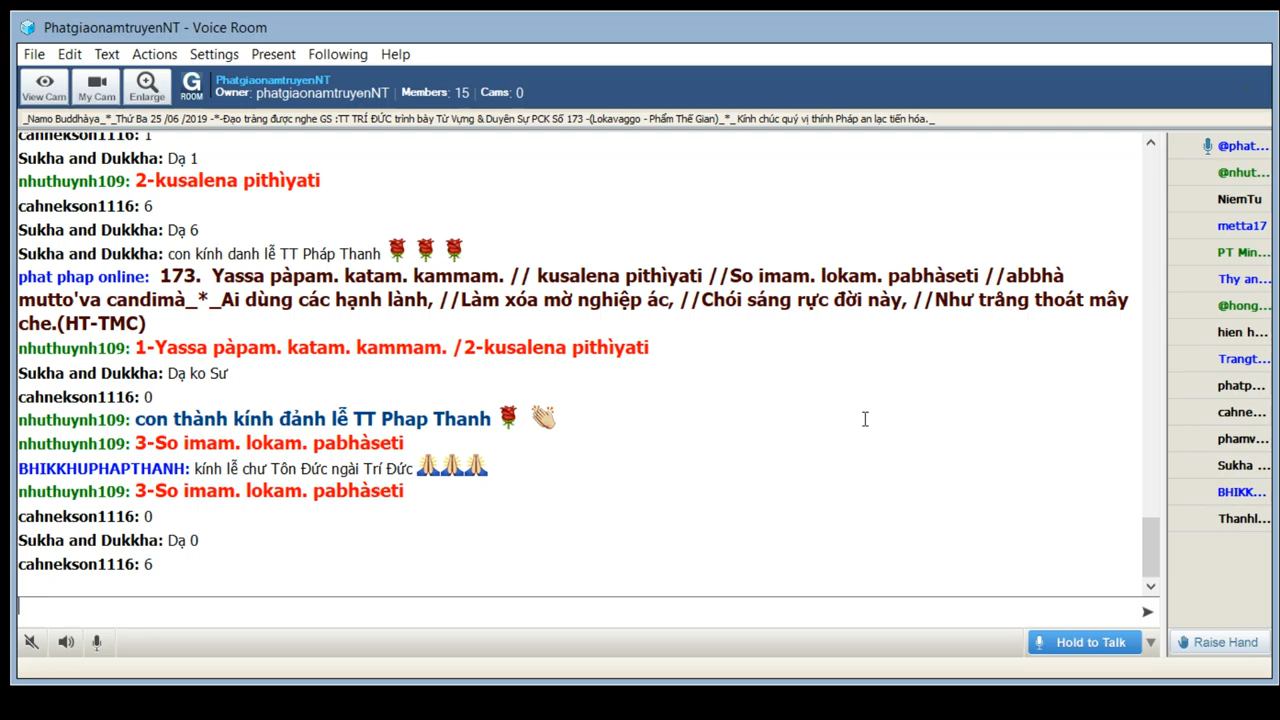 PhatgiaonamtruyenNT - Voice Room
File Edit Text Actions Settings Present Following Help
View Cam My Cam Enlarge G ROOM PhatgiaonamtruyenNT
Owner: phatgiaonamtruyenNT Members: 15 Cams: 0
_Namo Buddhàya_*_Thứ Ba 25 /06 /2019 -*-Đạo tràng được nghe GS :TT TRÍ ĐỨC trình bày Từ Vựng & Duyên Sự PCK Số 173 -(Lokavaggo - Phẩm Thế Gian)_*_ Kính chúc quý vị thính Pháp an lạc tiến hóa._
cahnekson1116: 1
Sukha and Dukkha: Dạ 1
nhuthuynh109: 2-kusalena pithìyati
cahnekson1116: 6
Sukha and Dukkha: Dạ 6
Sukha and Dukkha: con kính danh lễ TT Pháp Thanh
phat phap online: 173. Yassa pàpam. katam. kammam. // kusalena pithìyati //So imam. lokam. pabhàseti //abbhà
mutto'va candimà_*_Ai dùng các hạnh lành, //Làm xóa mờ nghiệp ác, //Chói sáng rực đời này, //Như trăng thoát mây
che.(HT-TMC)
nhuthuynh109: 1-Yassa pàpam. katam. kammam. /2-kusalena pithìyati
Sukha and Dukkha: Dạ ko Sư
cahnekson1116: 0
nhuthuynh109: con thành kính đảnh lễ TT Phap Thanh
nhuthuynh109: 3-So imam. lokam. pabhàseti
BHIKKHUPHAPTHANH: kính lễ chư Tôn Đức ngài Trí Đức
nhuthuynh109: 3-So imam. lokam. pabhàseti
cahnekson1116: 0
Sukha and Dukkha: Dạ 0
cahnekson1116: 6
@phat...
@nhut...
NiemTu
metta17
PT Min...
Thy an...
@hong...
hien h...
Trangt...
phatp...
cahne...
phamv...
Sukha ...
BHIKK...
Thanhl...
Hold to Talk Raise Hand